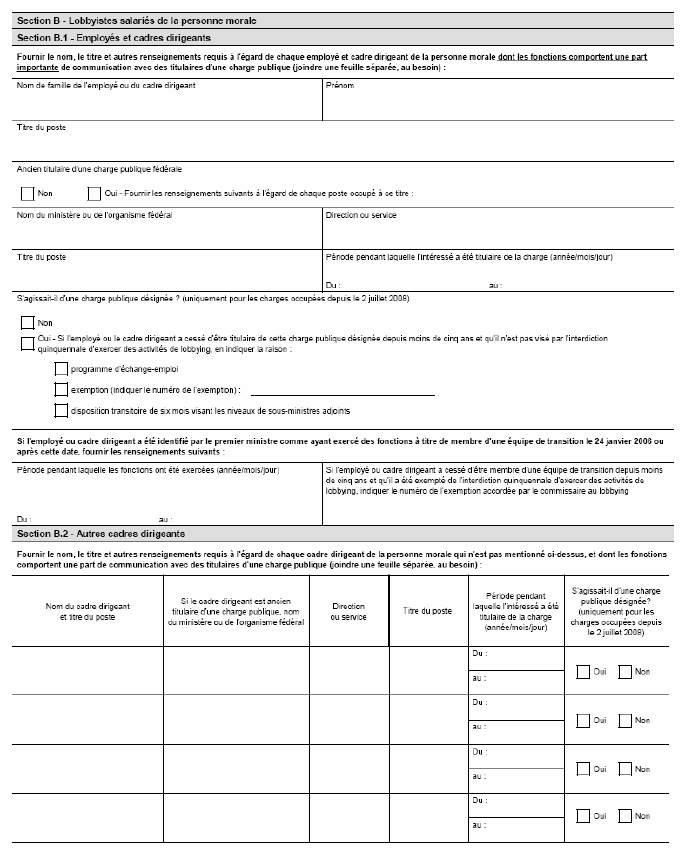 Section B - Lobbyistes salariés de la personne morale
Section B.1 - Employés et cadres dirigeants
Fournir le nom, le titre et autres renseignements requis à l'égard de chaque employé et cadre dirigeant de la personne morale dont les fonctions comportent une part
importante de communication avec des titulaires d'une charge publique (joindre une feuille séparée, au besoin) :
Nom de famille de l'employé ou du cadre dirigeant
Prénom
Titre du poste
Ancien titulaire d'une charge publique fédérale
Non
Oui - Fournir les renseignements suivants à l'égard de chaque poste occupé à ce titre :
Nom du ministère ou de l'organisme fédéral
Direction ou service
Titre du poste
Période pendant laquelle l'intéressé a été titulaire de la charge (année/mois/jour)
Du :
au :
S'agissait-il d'une charge publique désignée ? (uniquement pour les charges occupées depuis le 2 juillet 2008)
Non
Oui - Si l'employé ou le cadre dirigeant a cessé d'être titulaire de cette charge publique désignée depuis moins de cinq ans et qu'il n'est pas visé par l'interdiction
quinquennale d'exercer des activités de lobbying, en indiquer la raison :
programme d'échange-emploi
exemption (indiquer le numéro de l'exemption) :
disposition transitoire de six mois visant les niveaux de sous-ministres adjoints
Si l'employé ou cadre dirigeant a été identifié par le premier ministre comme ayant exercé des fonctions à titre de membre d'une équipe de transition le 24 janvier 2006 ou
après cette date, fournir les renseignements suivants :
Période pendant laquelle les fonctions ont été exercées (année/mois/jour)
Du :
au :
Si l'employé ou cadre dirigeant a cessé d'être membre d'une équipe de transition depuis moins
de cinq ans et qu'il a été exempté de l'interdiction quinquennale d'exercer des activités de
lobbying, indiquer le numéro de l'exemption accordée par le commissaire au lobbying
Section B.2 - Autres cadres dirigeants
Fournir le nom, le titre et autres renseignements requis à l'égard de chaque cadre dirigeant de la personne morale qui n'est pas mentionné ci-dessus, et dont les fonctions
comportent une part de communication avec des titulaires d'une charge publique (joindre une feuille séparée, au besoin) :
Nom du cadre dirigeant
et titre du poste
Si le cadre dirigeant est ancien
titulaire d'une charge publique, nom
du ministère ou de l'organisme fédéral
Direction
ou service
Titre du poste
Période pendant
laquelle l'intéressé a été
titulaire de la charge
(année/mois/jour)
S'agissait-il d'une charge
publique désignée?
(uniquement pour les
charges occupées depuis
le 2 juillet 2008)
Du :
au :
Oui
Non
Du :
au :
Oui
Non
Du :
au :
Oui
Non
Du :
au :
Oui
Non